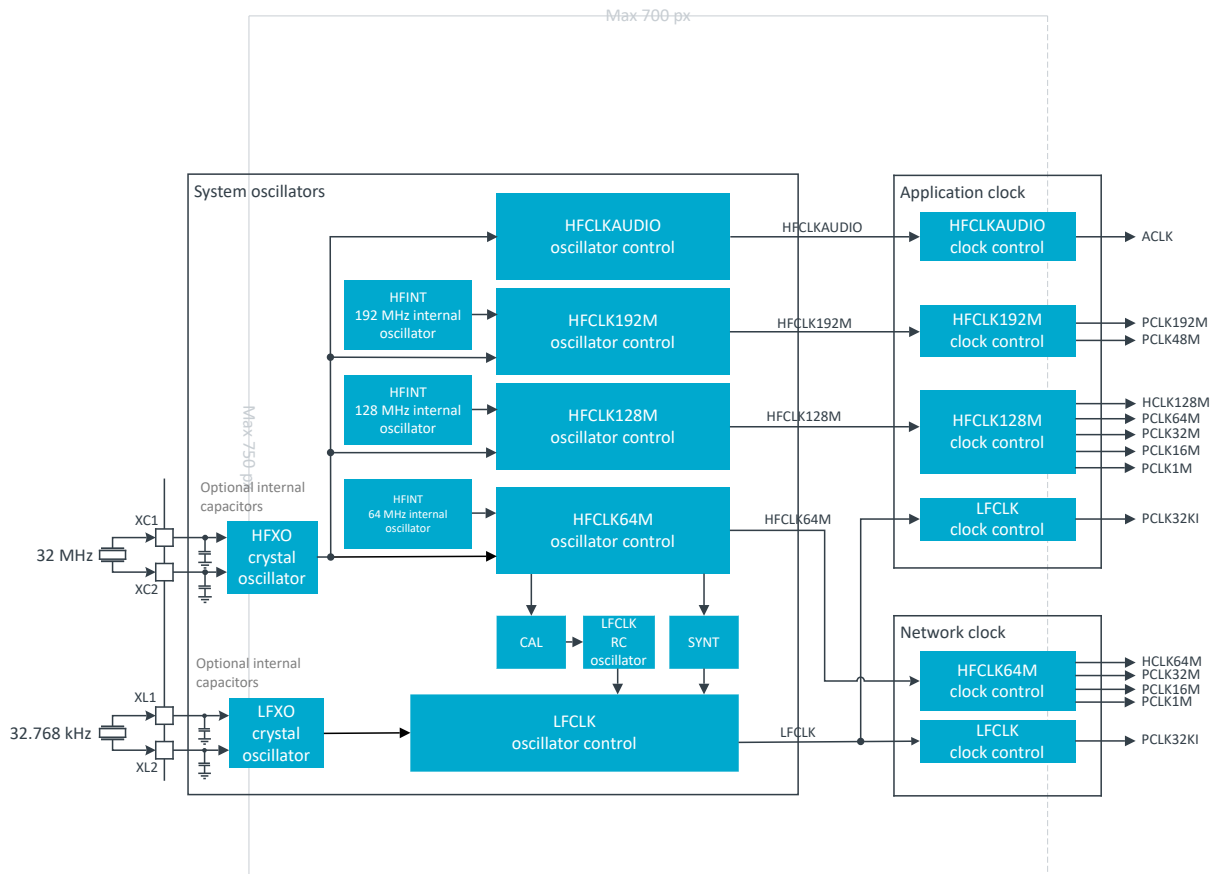 Max 700 px
System oscillators
Application clock
HFCLKAUDIO
oscillator control
HFCLKAUDIO
HFCLKAUDIO
clock control
ACLK
HFINT
192 MHz internal
oscillator
HFCLK192M
oscillator control
HFCLK192M
HFCLK192M
clock control
PCLK192M
PCLK48M
HFINT
128 MHz internal
oscillator
HFCLK128M
oscillator control
HFCLK128M
HFCLK128M
clock control
HCLK128M
PCLK64M
PCLK32M
PCLK16M
PCLK1M
Max 750 px
Optional internal
capacitors
HFINT
64 MHz internal
oscillator
HFCLK64M
oscillator control
HFCLK64M
LFCLK
clock control
PCLK32KI
XC1
32 MHz
XC2
HFXO
crystal
oscillator
CAL
LFCLK
RC
oscillator
SYNT
Network clock
HFCLK64M
clock control
HCLK64M
PCLK32M
PCLK16M
PCLK1M
Optional internal
capacitors
XL1
32.768 kHz
XL2
LFXO
crystal
oscillator
LFCLK
oscillator control
LFCLK
LFCLK
clock control
PCLK32KI